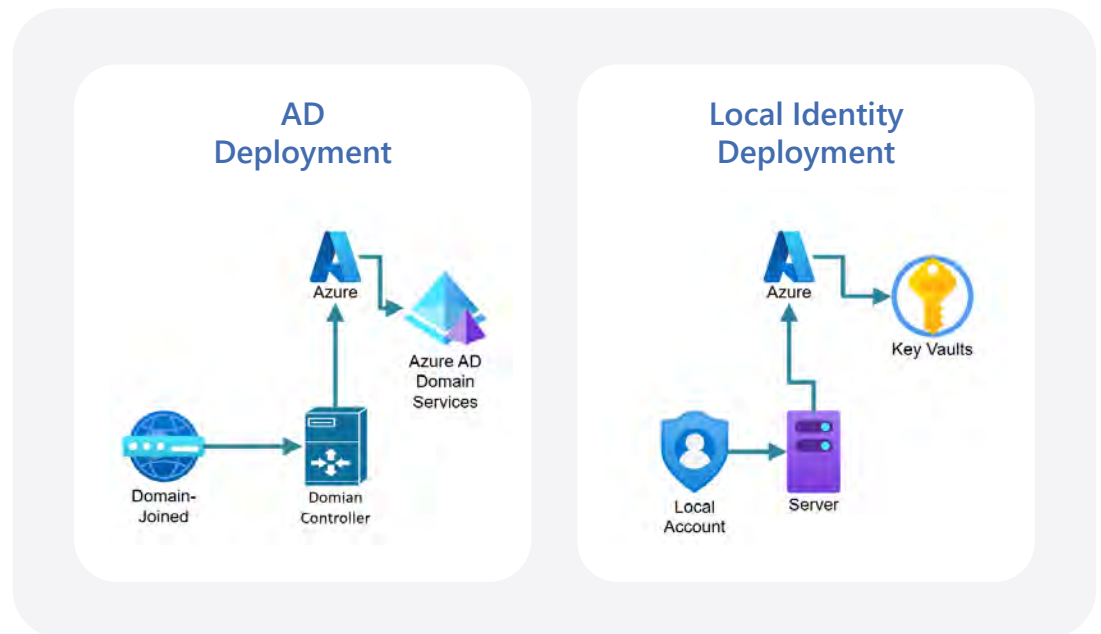 AD
Deployment
Azure
Azure AD
Domain
Services
Domain-
Joined
Domian
Controller
Local Identity
Deployment
Azure
Key Vaults
Local
Account
Server